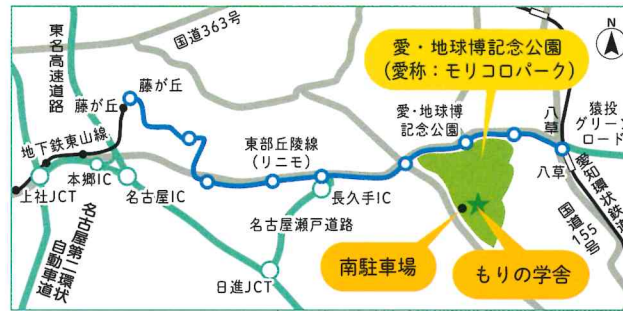 国道363号
N
東名高速道路
藤が丘
藤が丘
愛・地球博記念公園
(愛称：モリコロパーク)
地下鉄東山線
東部丘陵線
(リニモ)
愛・地球博
記念公園
八草
猿投
グリーン
ロード
上社JCT
本郷IC
名古屋IC
長久手IC
八草
愛知環状鉄道
名古屋第二環状
自動車道
名古屋瀬戸道路
国道155号
日進JCT
南駐車場
もりの学舎